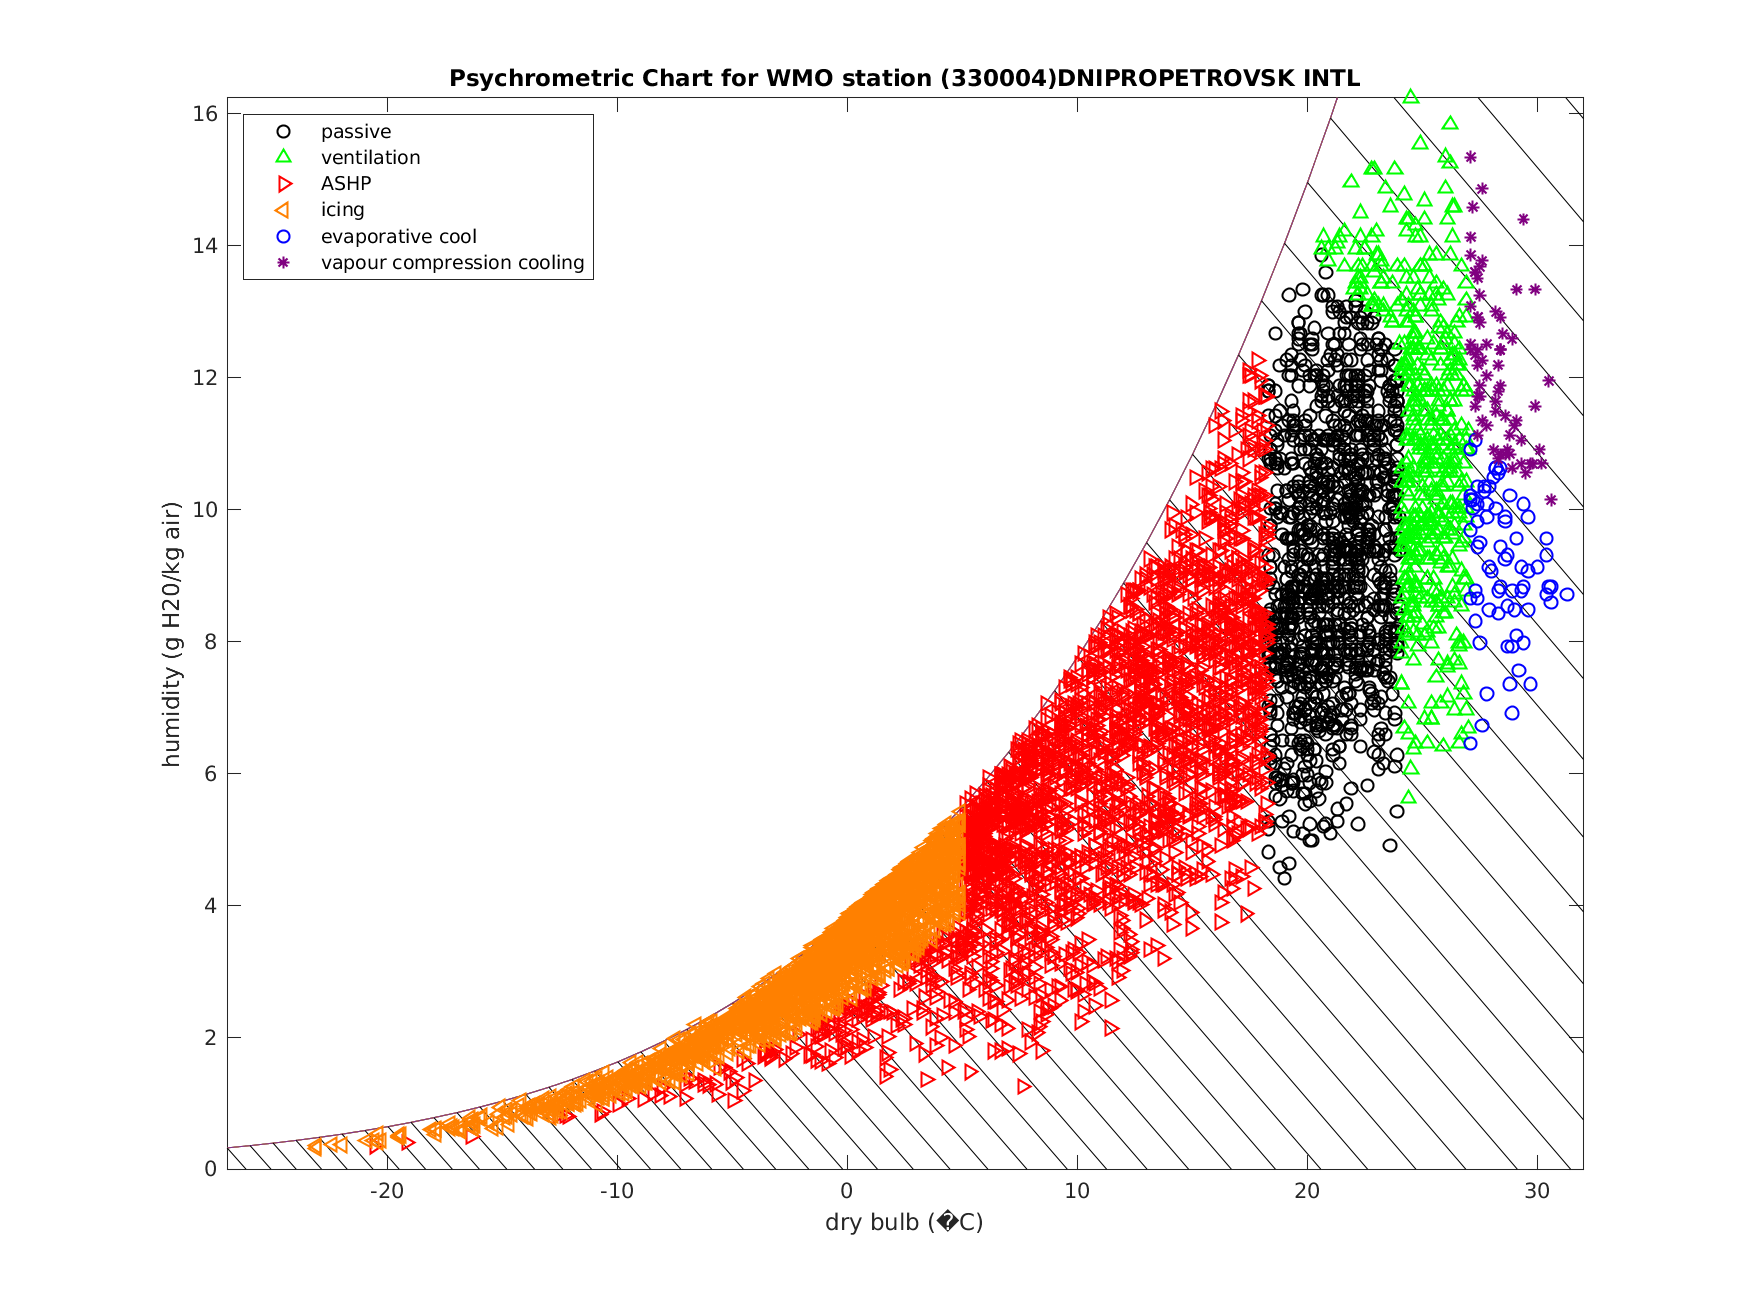 Psychrometric Chart for WMO station (330004)DNIPROPETROVSK INTL
passive
ventilation
ASHP
icing
evaporative cool
vapour compression cooling
humidity (g H20/kg air)
16
14
12
10
8
6
4
2
0
-20
-10
0
10
20
30
dry bulb (�C)